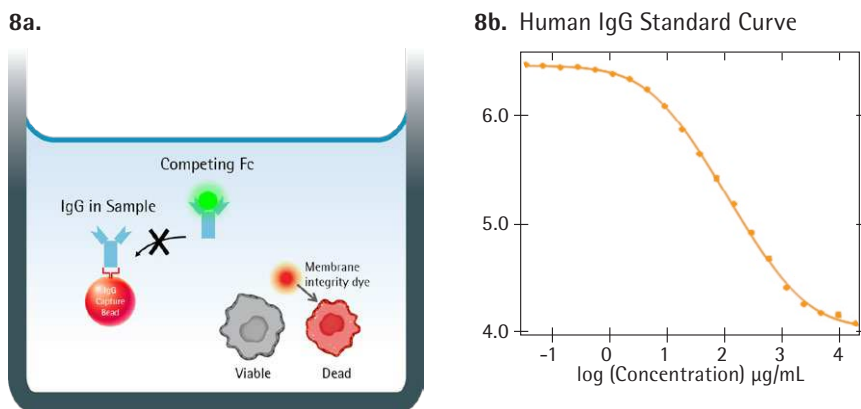 8a.
Competing Fc
IgG in Sample
IgG
Capture
Bead
Membrane
integrity dye
Viable
Dead
8b. Human IgG Standard Curve
6.0
5.0
4.0
-1
0
1
2
3
4
log (Concentration) µg/mL